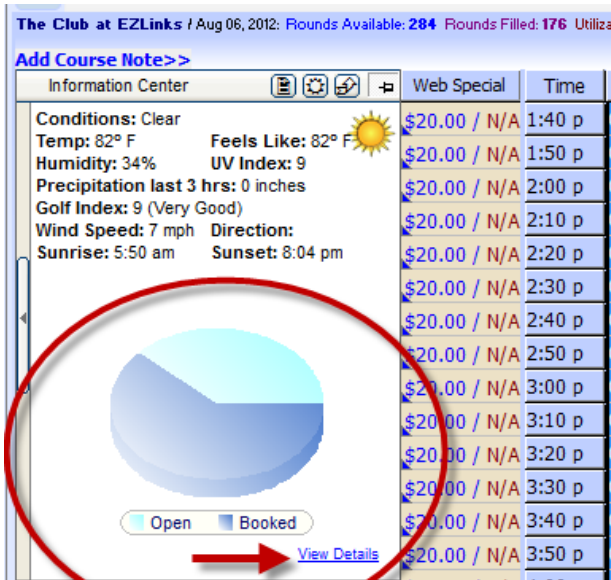 The Club at EZLinks / Aug 06, 2012: Rounds Available: 284 Rounds Filled: 176
Add Course Note>>
Information Center Web Special Time
Conditions: Clear
Temp: 82° F Feels Like: 82° F
Humidity: 34% UV Index: 9
Precipitation last 3 hrs: 0 inches
Golf Index: 9 (Very Good)
Wind Speed: 7 mph Direction:
Sunrise: 5:50 am Sunset: 8:04 pm
Open Booked
View Details
$20.00 / N/A 1:40 p
$20.00 / N/A 1:50 p
$20.00 / N/A 2:00 p
$20.00 / N/A 2:10 p
$20.00 / N/A 2:20 p
$20.00 / N/A 2:30 p
$20.00 / N/A 2:40 p
$20.00 / N/A 2:50 p
$20.00 / N/A 3:00 p
$20.00 / N/A 3:10 p
$20.00 / N/A 3:20 p
$20.00 / N/A 3:30 p
$20.00 / N/A 3:40 p
$20.00 / N/A 3:50 p